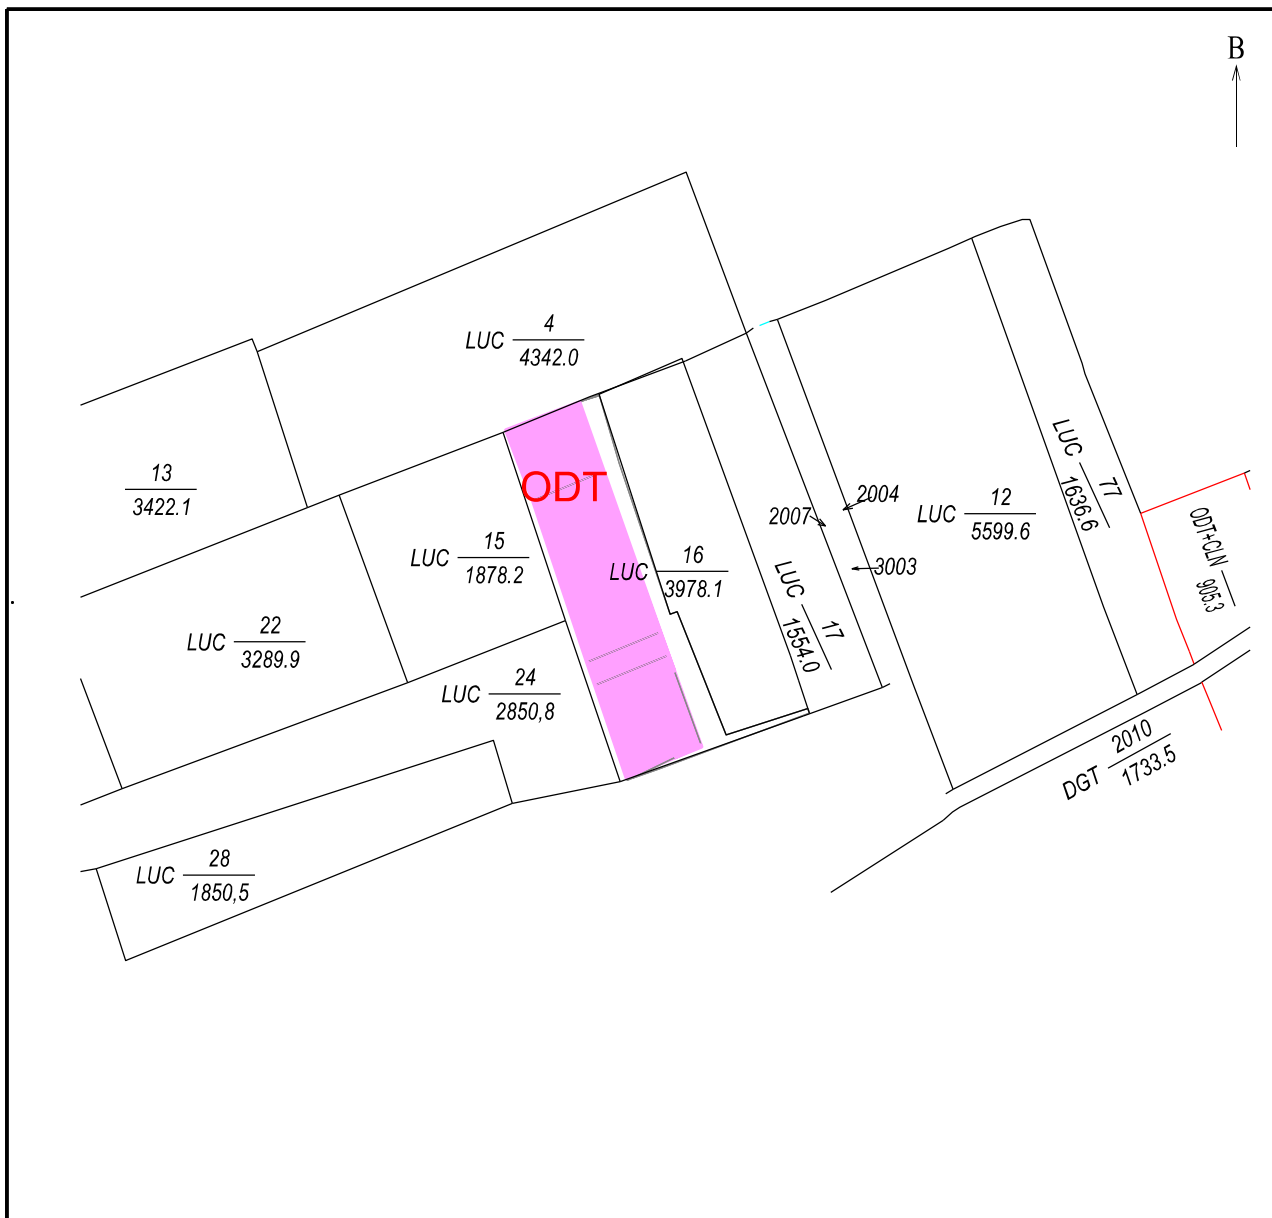 B
LUC 4
4342.0
13
3422.1
ODT
LUC 15
1878.2
LUC 16
3978.1
2007
2004
3003
LUC 12
5599.6
LUC 77
1636.6
ODT+CLN
905.3
LUC 17
1554.0
LUC 22
3289.9
LUC 24
2850,8
DGT 2010
1733.5
LUC 28
1850,5